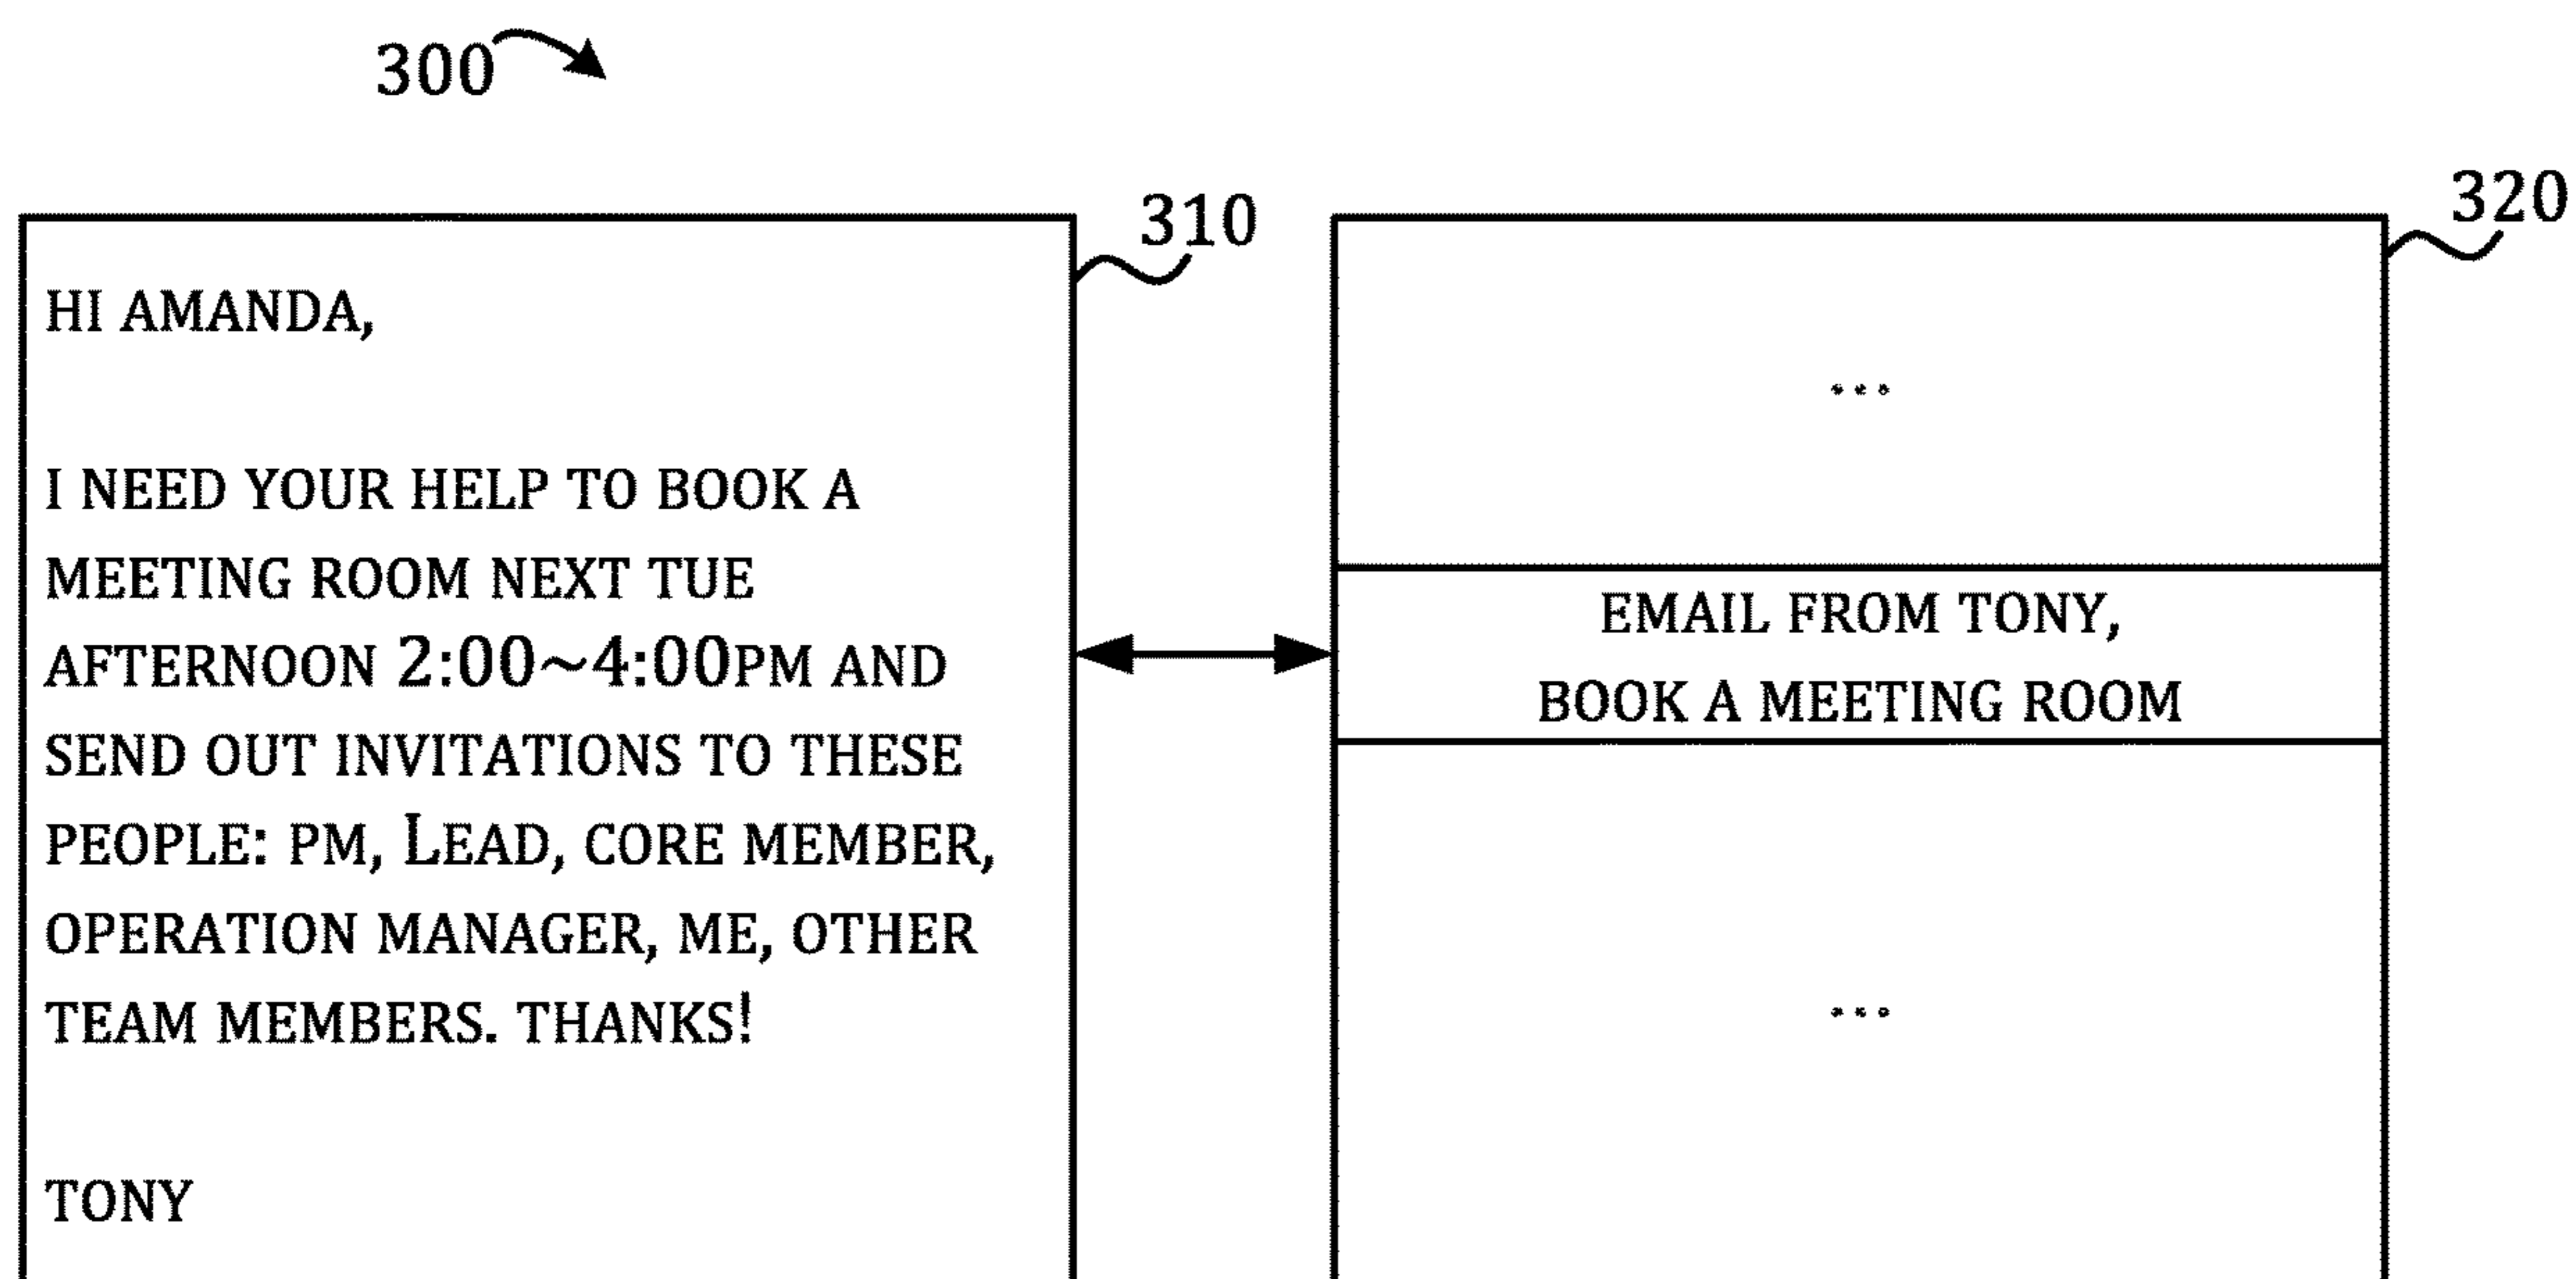 300
310
320
HI AMANDA,
I NEED YOUR HELP TO BOOK A
MEETING ROOM NEXT TUE
AFTERNOON 2:00~4:00PM AND
SEND OUT INVITATIONS TO THESE
PEOPLE: PM, LEAD, CORE MEMBER,
OPERATION MANAGER, ME, OTHER
TEAM MEMBERS. THANKS!
TONY
...
EMAIL FROM TONY,
BOOK A MEETING ROOM
...